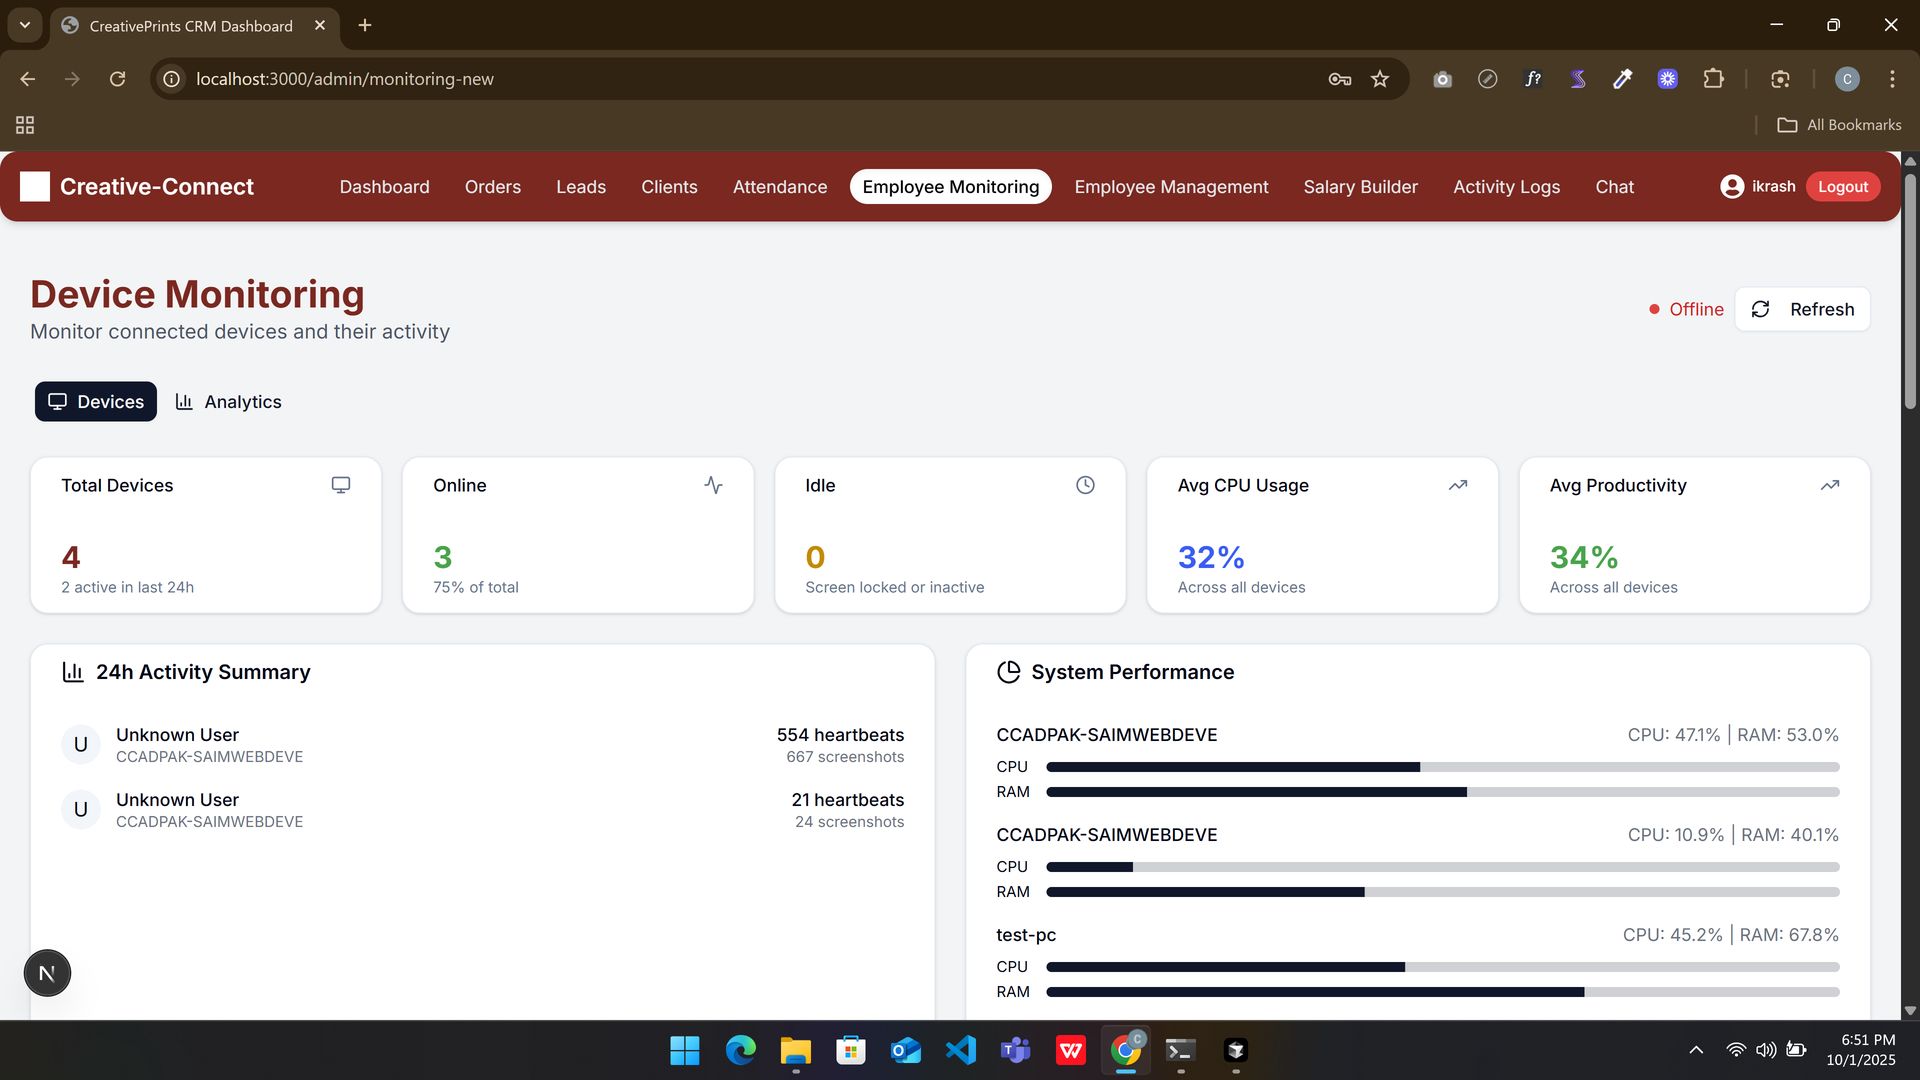 CreativePrints CRM Dashboard
localhost:3000/admin/monitoring-new
f?
C
All Bookmarks
Creative-Connect
Dashboard
Orders
Leads
Clients
Attendance
Employee Monitoring
Employee Management
Salary Builder
Activity Logs
Chat
ikrash
Logout
Device Monitoring
Monitor connected devices and their activity
Offline
Refresh
Devices
Analytics
Total Devices
4
2 active in last 24h
Online
3
75% of total
Idle
0
Screen locked or inactive
Avg CPU Usage
32%
Across all devices
Avg Productivity
34%
Across all devices
24h Activity Summary
U
Unknown User
CCADPAK-SAIMWEBDEVE
554 heartbeats
667 screenshots
U
Unknown User
CCADPAK-SAIMWEBDEVE
21 heartbeats
24 screenshots
System Performance
CCADPAK-SAIMWEBDEVE
CPU: 47.1% | RAM: 53.0%
CPU
RAM
CCADPAK-SAIMWEBDEVE
CPU: 10.9% | RAM: 40.1%
CPU
RAM
test-pc
CPU: 45.2% | RAM: 67.8%
CPU
RAM
N
6:51 PM
10/1/2025